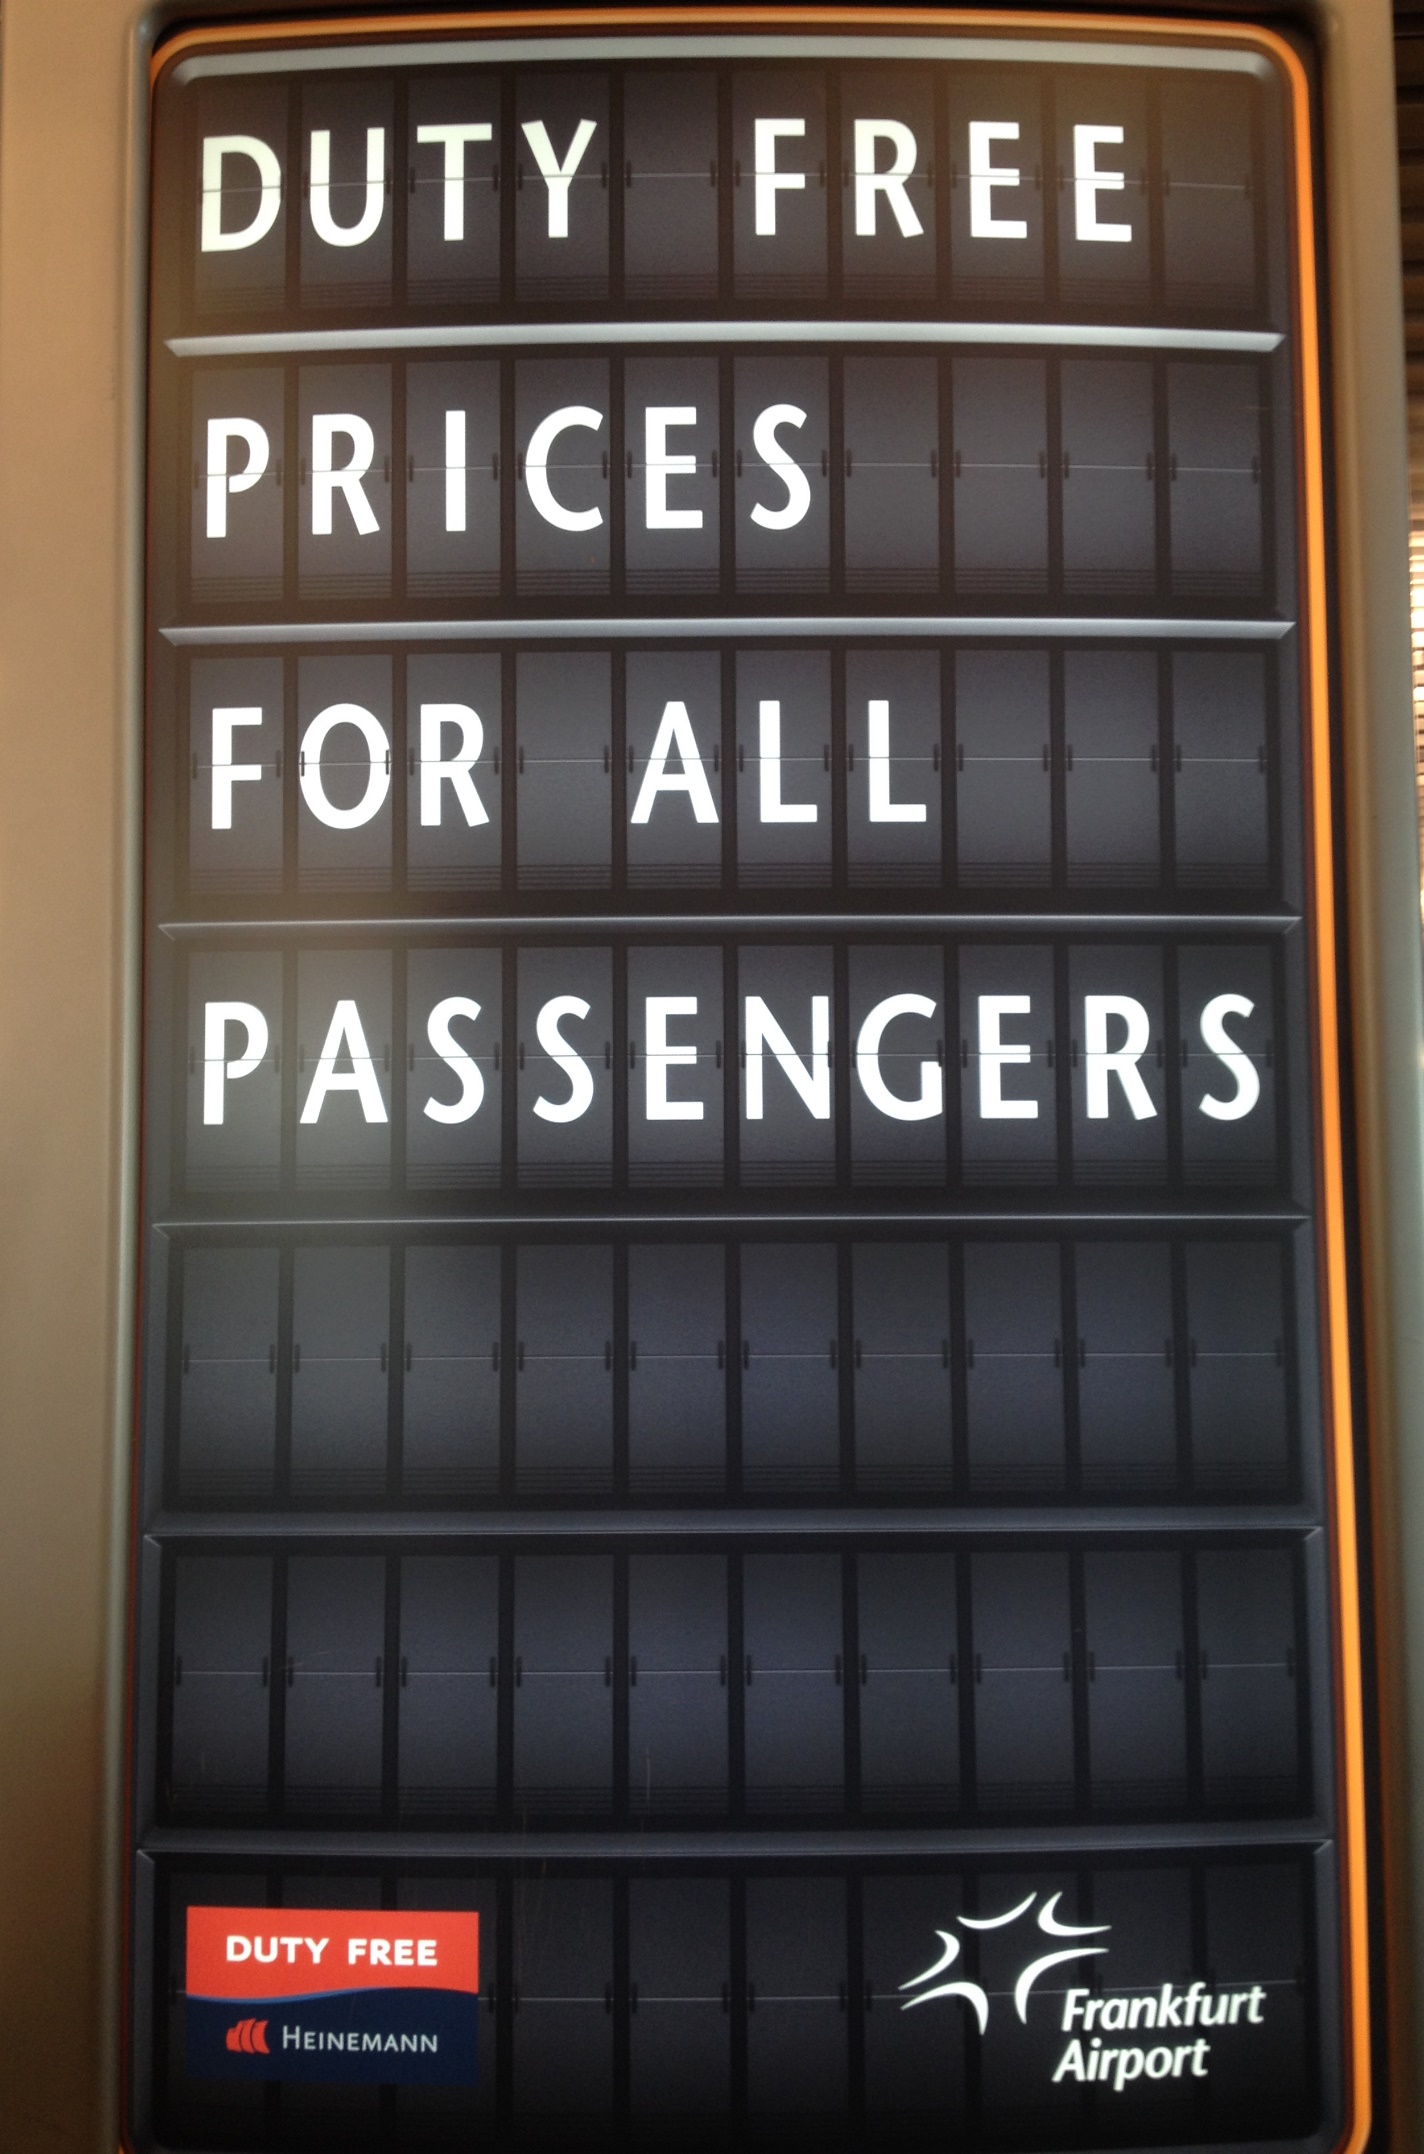 DUTY FREE
PRICES
FOR ALL
PASSENGERS
DUTY FREE
HEINEMANN
Frankfurt
Airport